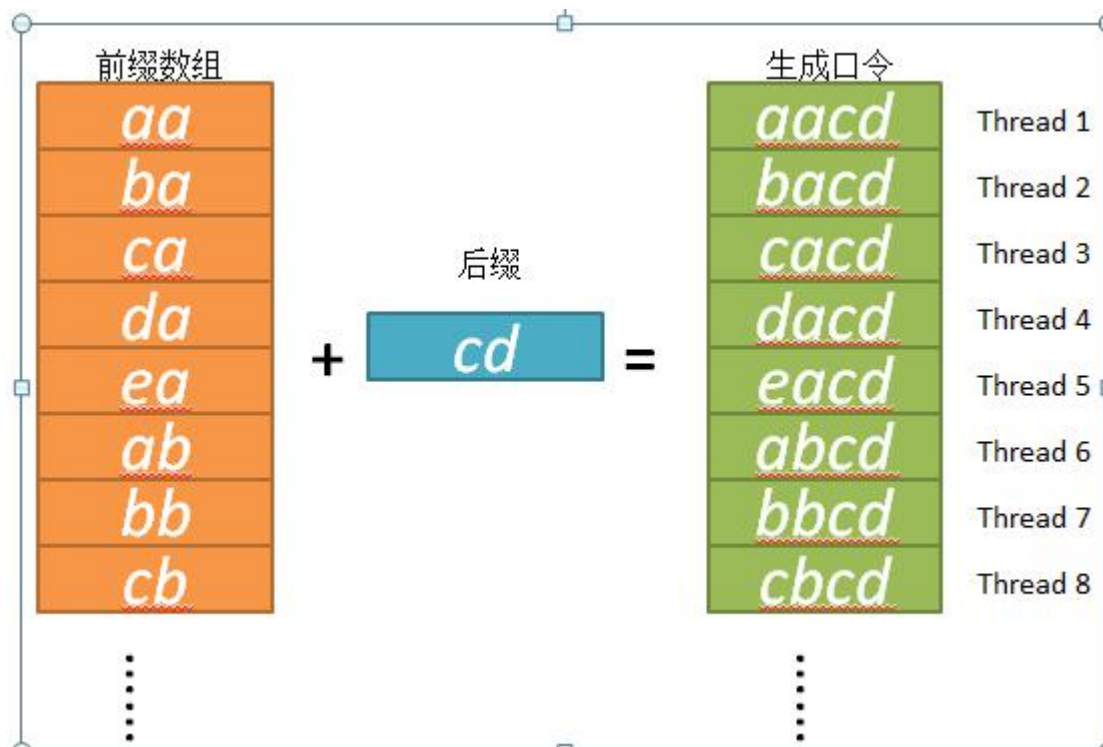 前缀数组
生成口令
aa
aacd
Thread 1
ba
bacd
Thread 2
ca
cacd
Thread 3
后缀
da
dacd
Thread 4
+
cd
=
ea
eacd
Thread 5
ab
abcd
Thread 6
bb
bbcd
Thread 7
cb
cbcd
Thread 8